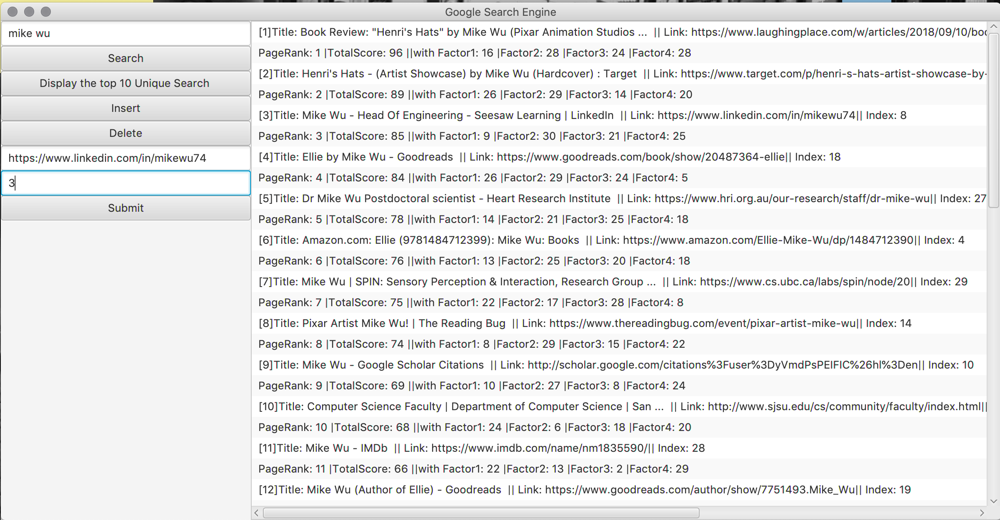 Google Search Engine
mike wu
Search
Display the top 10 Unique Search
Insert
Delete
https://www.linkedin.com/in/mikewu74
3
Submit
[1]Title: Book Review: "Henri's Hats" by Mike Wu (Pixar Animation Studios ...  || Link: https://www.laughingplace.com/w/articles/2018/09/10/boo
PageRank: 1 |TotalScore: 96 ||with Factor1: 16 |Factor2: 28 |Factor3: 24 |Factor4: 28
[2]Title: Henri's Hats - (Artist Showcase) by Mike Wu (Hardcover) : Target  || Link: https://www.target.com/p/henri-s-hats-artist-showcase-by-
PageRank: 2 |TotalScore: 89 ||with Factor1: 26 |Factor2: 29 |Factor3: 14 |Factor4: 20
[3]Title: Mike Wu - Head Of Engineering - Seesaw Learning | LinkedIn  || Link: https://www.linkedin.com/in/mikewu74|| Index: 8
PageRank: 3 |TotalScore: 85 ||with Factor1: 9 |Factor2: 30 |Factor3: 21 |Factor4: 25
[4]Title: Ellie by Mike Wu - Goodreads  || Link: https://www.goodreads.com/book/show/20487364-ellie|| Index: 18
PageRank: 4 |TotalScore: 84 ||with Factor1: 26 |Factor2: 29 |Factor3: 24 |Factor4: 5
[5]Title: Dr Mike Wu Postdoctoral scientist - Heart Research Institute  || Link: https://www.hri.org.au/our-research/staff/dr-mike-wu|| Index: 27
PageRank: 5 |TotalScore: 78 ||with Factor1: 14 |Factor2: 21 |Factor3: 25 |Factor4: 18
[6]Title: Amazon.com: Ellie (9781484712399): Mike Wu: Books  || Link: https://www.amazon.com/Ellie-Mike-Wu/dp/1484712390|| Index: 4
PageRank: 6 |TotalScore: 76 ||with Factor1: 13 |Factor2: 25 |Factor3: 20 |Factor4: 18
[7]Title: Mike Wu | SPIN: Sensory Perception & Interaction, Research Group ...  || Link: https://www.cs.ubc.ca/labs/spin/node/20|| Index: 29
PageRank: 7 |TotalScore: 75 ||with Factor1: 22 |Factor2: 17 |Factor3: 28 |Factor4: 8
[8]Title: Pixar Artist Mike Wu! | The Reading Bug  || Link: https://www.thereadingbug.com/event/pixar-artist-mike-wu|| Index: 14
PageRank: 8 |TotalScore: 74 ||with Factor1: 8 |Factor2: 29 |Factor3: 15 |Factor4: 22
[9]Title: Mike Wu - Google Scholar Citations  || Link: http://scholar.google.com/citations%3Fuser%3DyVmdPsPEIFIC%26hl%3Den|| Index: 10
PageRank: 9 |TotalScore: 69 ||with Factor1: 10 |Factor2: 27 |Factor3: 8 |Factor4: 24
[10]Title: Computer Science Faculty | Department of Computer Science | San ...  || Link: http://www.sjsu.edu/cs/community/faculty/index.html||
PageRank: 10 |TotalScore: 68 ||with Factor1: 24 |Factor2: 6 |Factor3: 18 |Factor4: 20
[11]Title: Mike Wu - IMDb  || Link: https://www.imdb.com/name/nm1835590/|| Index: 28
PageRank: 11 |TotalScore: 66 ||with Factor1: 22 |Factor2: 13 |Factor3: 2 |Factor4: 29
[12]Title: Mike Wu (Author of Ellie) - Goodreads  || Link: https://www.goodreads.com/author/show/7751493.Mike_Wu|| Index: 19